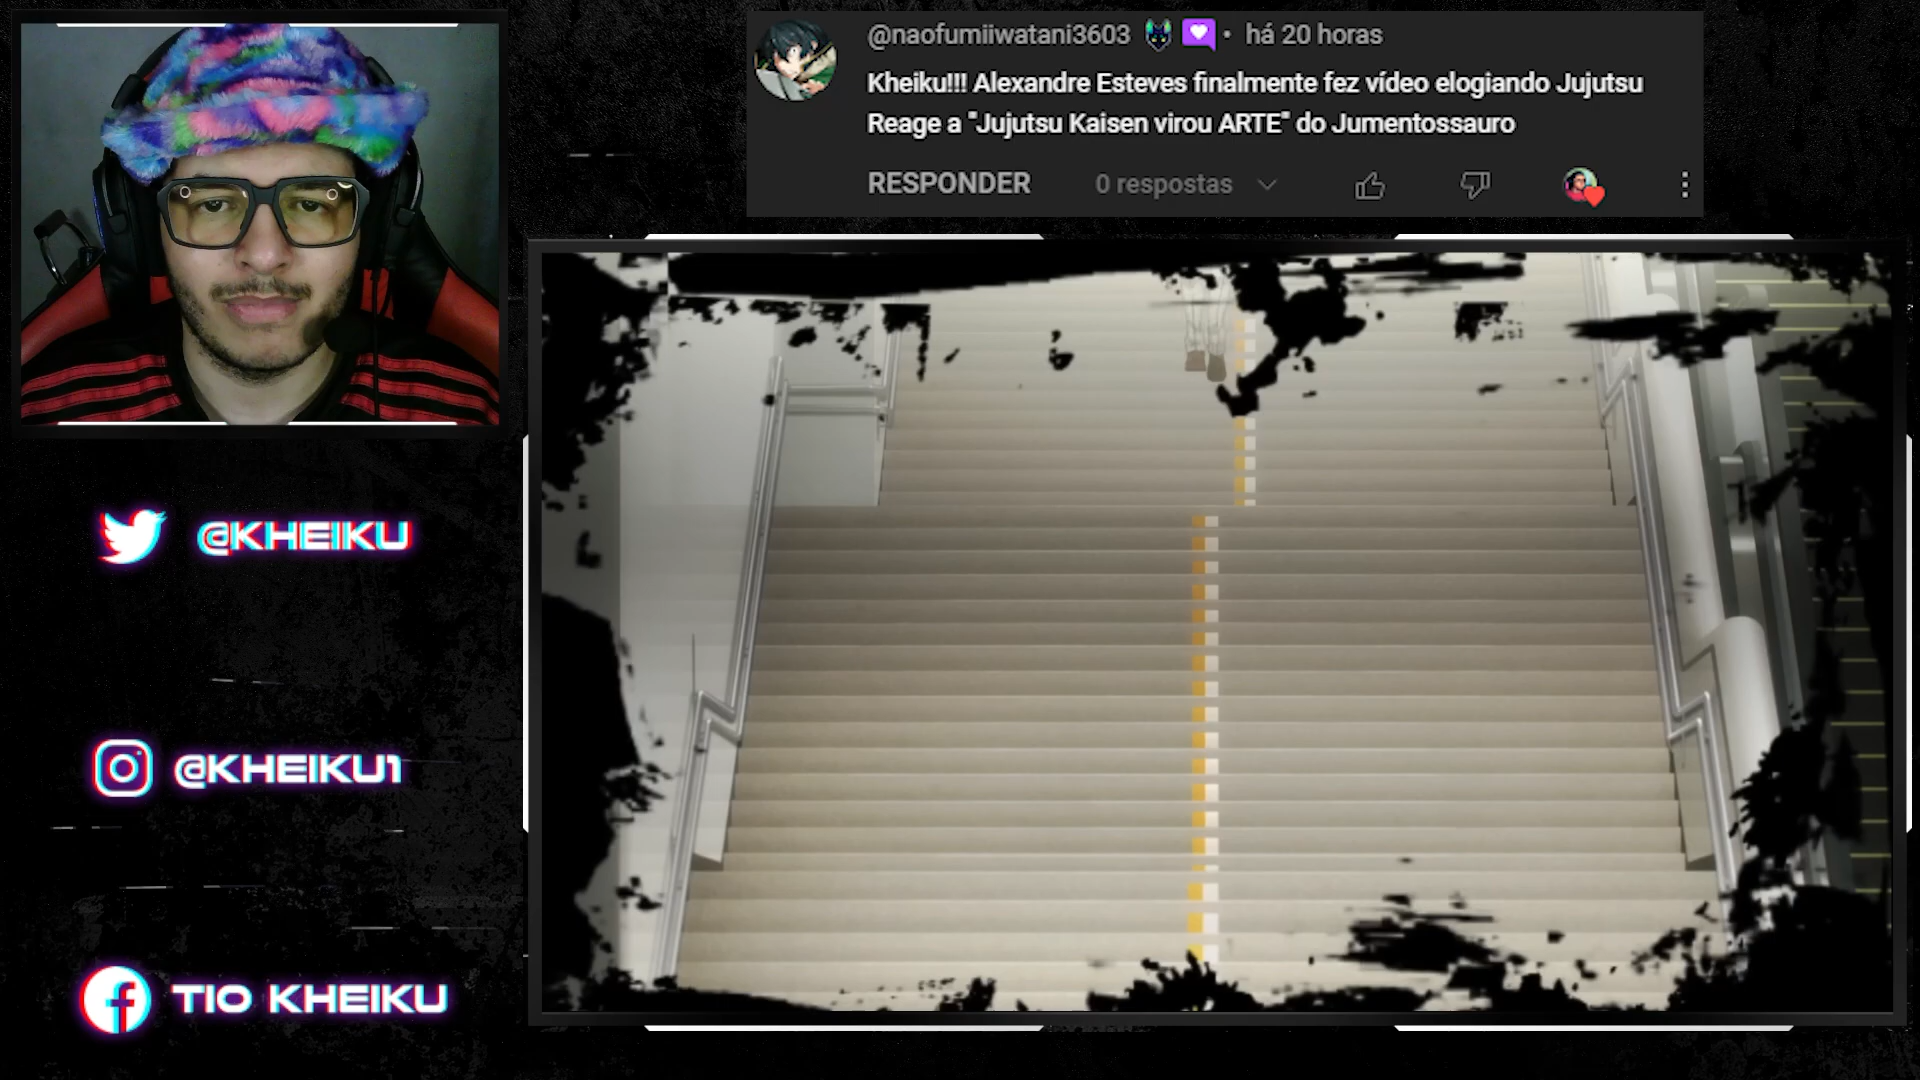 @naofumiiwatani3603 • há 20 horas
Kheiku!!! Alexandre Esteves finalmente fez vídeo elogiando Jujutsu
Reage a "Jujutsu Kaisen virou ARTE" do Jumentossauro
RESPONDER 0 respostas
@KHEIKU
@KHEIKU1
TIO KHEIKU